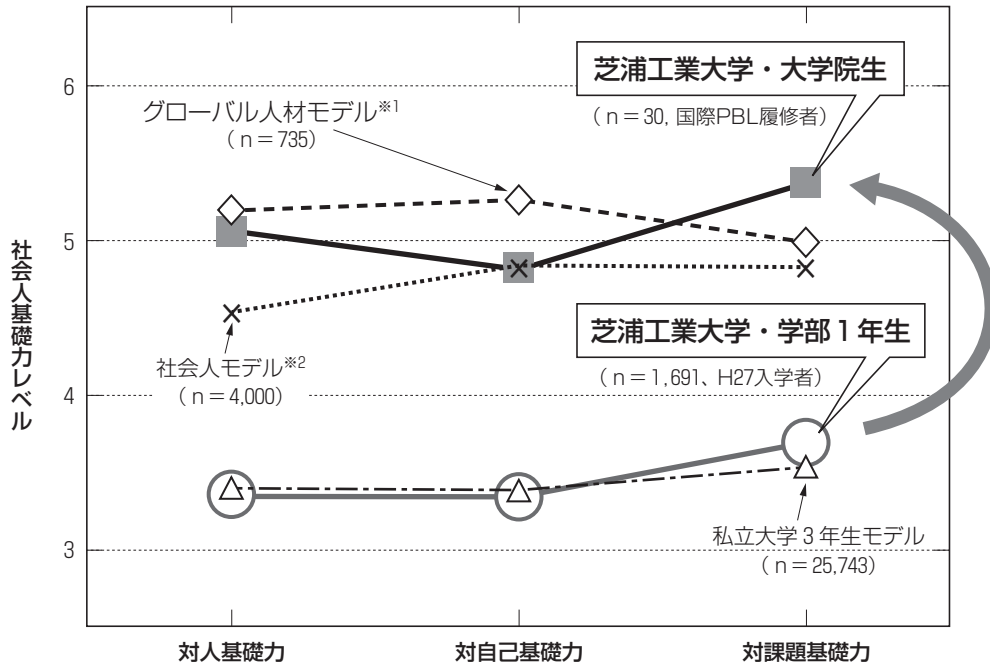 社会人基礎力レベル
6
5
4
3
グローバル人材モデル※1
（n＝735）
芝浦工業大学・大学院生
（n＝30, 国際PBL履修者）
社会人モデル※2
（n＝4,000）
芝浦工業大学・学部1年生
（n＝1,691、H27入学者）
私立大学3年生モデル
（n＝25,743）
対人基礎力
対自己基礎力
対課題基礎力